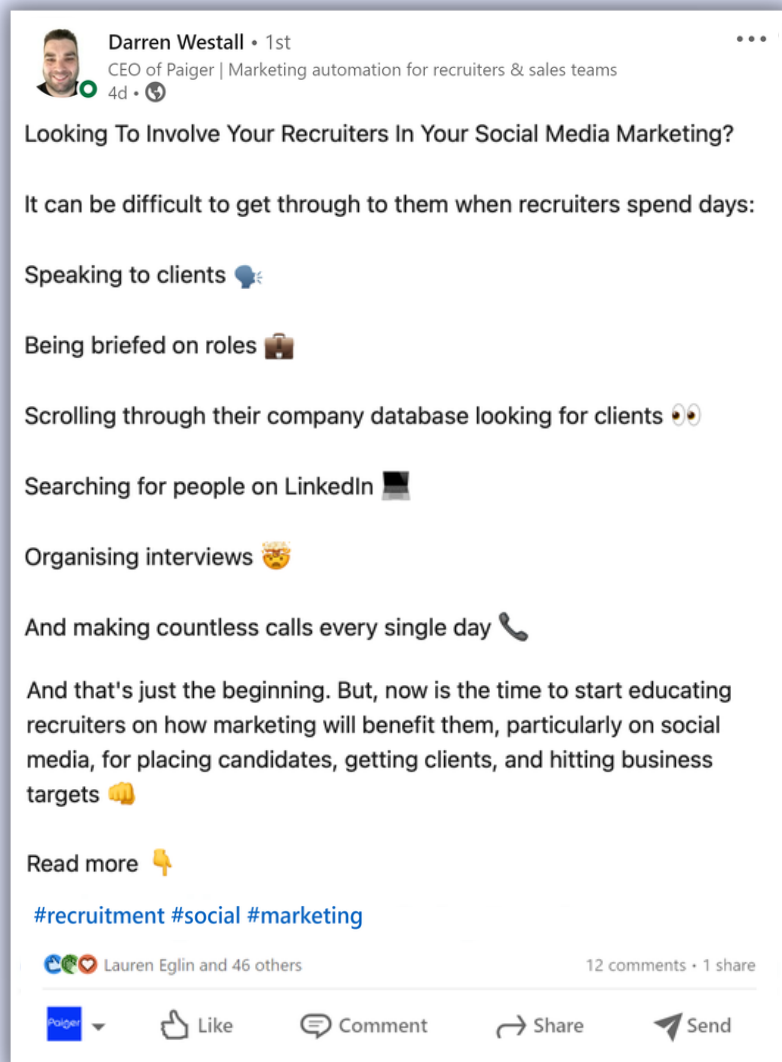 Darren Westall • 1st
CEO of Paiger | Marketing automation for recruiters & sales teams
4d •
Looking To Involve Your Recruiters In Your Social Media Marketing?
It can be difficult to get through to them when recruiters spend days:
Speaking to clients 🗣️
Being briefed on roles 💼
Scrolling through their company database looking for clients 👀
Searching for people on LinkedIn 💻
Organising interviews 🤯
And making countless calls every single day 📞
And that's just the beginning. But, now is the time to start educating
recruiters on how marketing will benefit them, particularly on social
media, for placing candidates, getting clients, and hitting business
targets 👊
Read more 👇
#recruitment #social #marketing
Lauren Eglin and 46 others 12 comments • 1 share
Paiger Like Comment Share Send